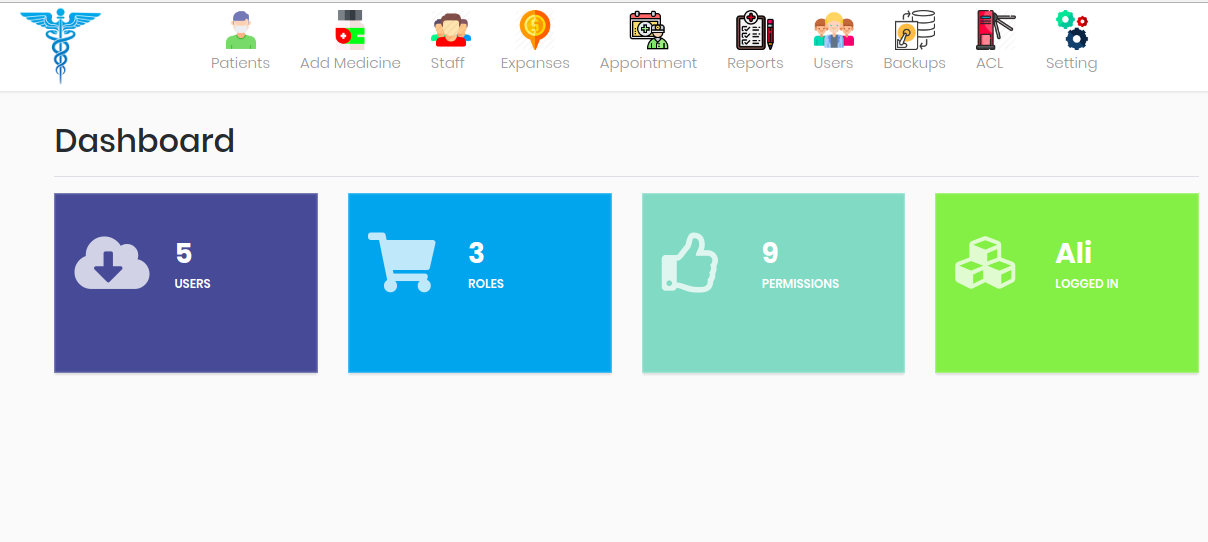 Patients Add Medicine Staff Expanses Appointment Reports Users Backups ACL Setting
Dashboard
5
USERS
3
ROLES
9
PERMISSIONS
Ali
LOGGED IN